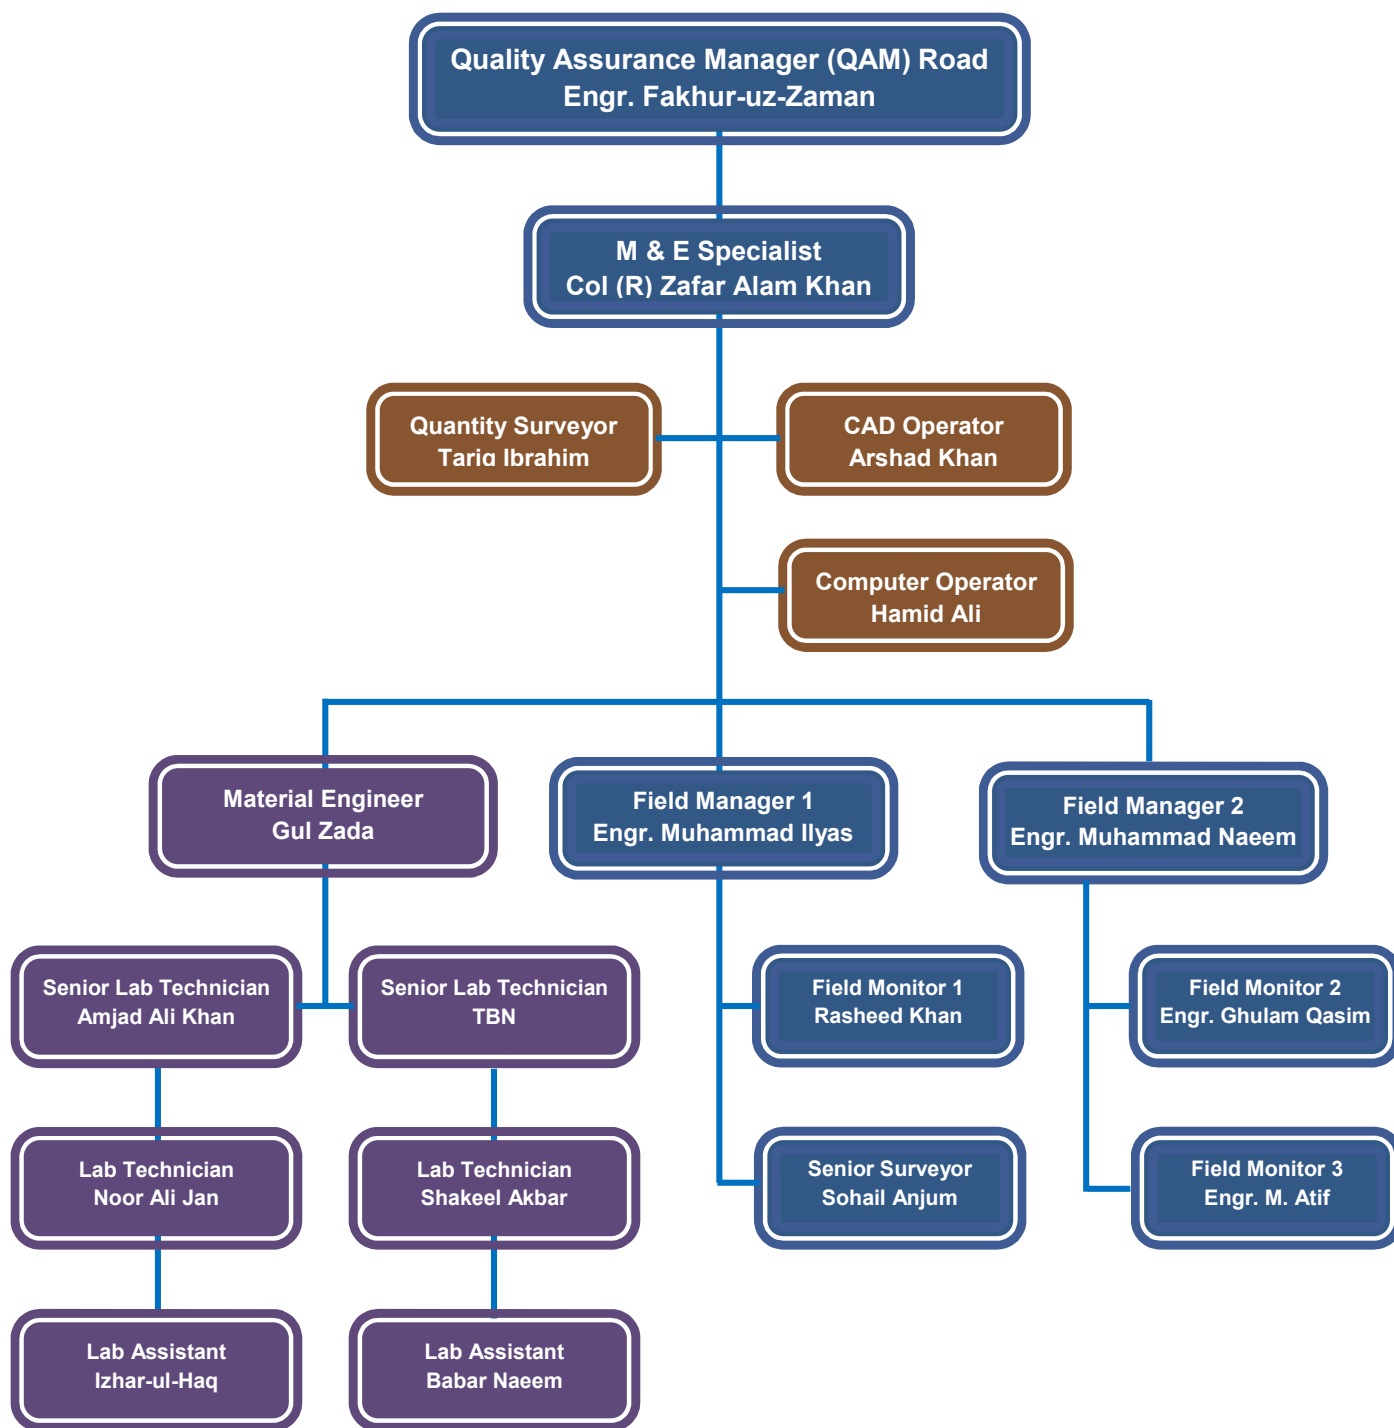 Quality Assurance Manager (QAM) Road
Engr. Fakhur-uz-Zaman
M & E Specialist
Col (R) Zafar Alam Khan
Quantity Surveyor
Tariq Ibrahim
CAD Operator
Arshad Khan
Computer Operator
Hamid Ali
Material Engineer
Gul Zada
Field Manager 1
Engr. Muhammad Ilyas
Field Manager 2
Engr. Muhammad Naeem
Senior Lab Technician
Amjad Ali Khan
Senior Lab Technician
TBN
Field Monitor 1
Rasheed Khan
Field Monitor 2
Engr. Ghulam Qasim
Lab Technician
Noor Ali Jan
Lab Technician
Shakeel Akbar
Senior Surveyor
Sohail Anjum
Field Monitor 3
Engr. M. Atif
Lab Assistant
Izhar-ul-Haq
Lab Assistant
Babar Naeem